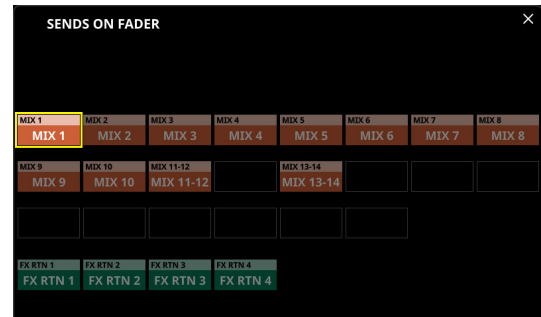 SENDS ON FADER
MIX 1 MIX 2 MIX 3 MIX 4 MIX 5 MIX 6 MIX 7 MIX 8
MIX 1 MIX 2 MIX 3 MIX 4 MIX 5 MIX 6 MIX 7 MIX 8
MIX 9 MIX 10 MIX 11-12 MIX 13-14
MIX 9 MIX 10 MIX 11-12 MIX 13-14
FX RTN 1 FX RTN 2 FX RTN 3 FX RTN 4
FX RTN 1 FX RTN 2 FX RTN 3 FX RTN 4